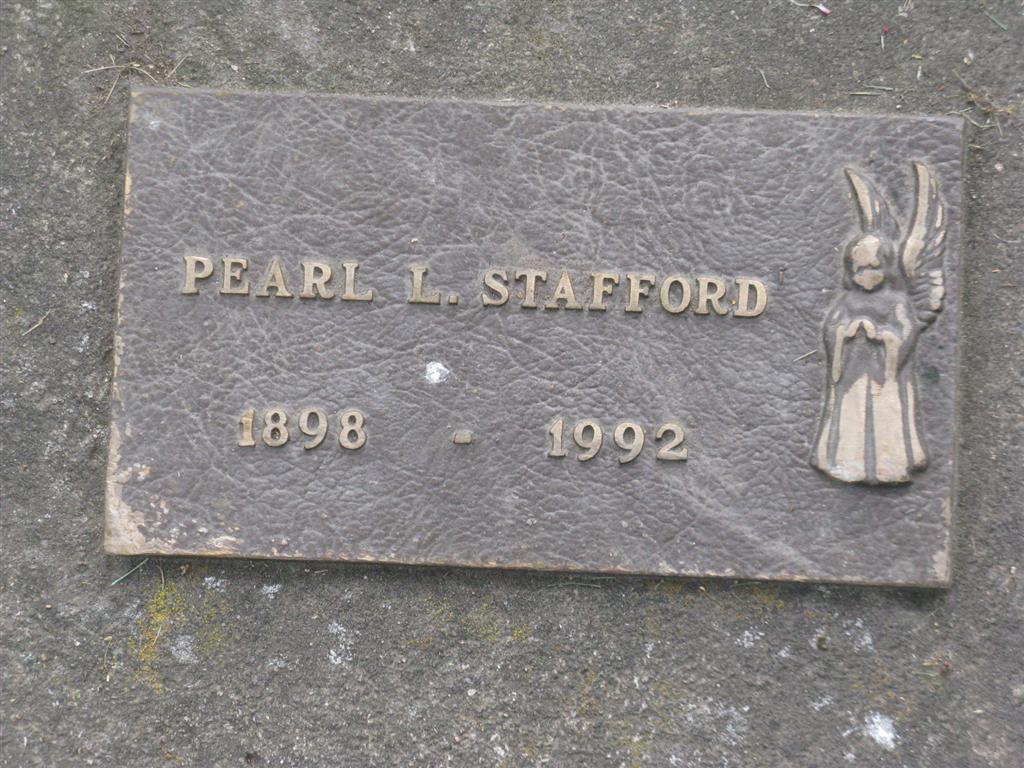 PEARL L. STAFFORD
1898 - 1992